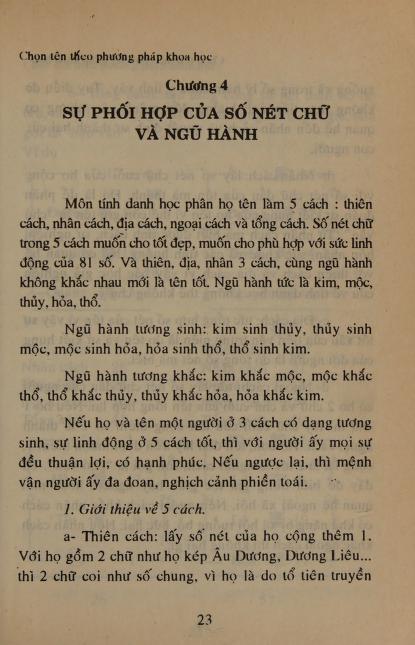 Chọn tên theo phương pháp khoa học
Chương 4
SỰ PHỐI HỢP CỦA SỐ NÉT CHỮ
VÀ NGŨ HÀNH
Môn tính danh học phân họ tên làm 5 cách : thiên
cách, nhân cách, địa cách, ngoại cách và tổng cách. Số nét chữ
trong 5 cách muốn cho tốt đẹp, muốn cho phù hợp với sức linh
động của 81 số. Và thiên, địa, nhân 3 cách, cùng ngũ hành
không khắc nhau mới là tên tốt. Ngũ hành tức là kim, mộc,
thủy, hỏa, thổ.
Ngũ hành tương sinh: kim sinh thủy, thủy sinh
mộc, mộc sinh hỏa, hỏa sinh thổ, thổ sinh kim.
Ngũ hành tương khắc: kim khắc mộc, mộc khắc
thổ, thổ khắc thủy, thủy khắc hỏa, hỏa khắc kim.
Nếu họ và tên một người ở 3 cách có dạng tương
sinh, sự linh động ở 5 cách tốt, thì với người ấy mọi sự
đều thuận lợi, có hạnh phúc. Nếu ngược lại, thì mệnh
vận người ấy đa đoan, nghịch cảnh phiền toái.
1. Giới thiệu về 5 cách.
a- Thiên cách: lấy số nét của họ cộng thêm 1.
Với họ gồm 2 chữ như họ kép Âu Dương, Dương Liêu...
thì 2 chữ coi như số chung, vì họ là do tổ tiên truyền
23